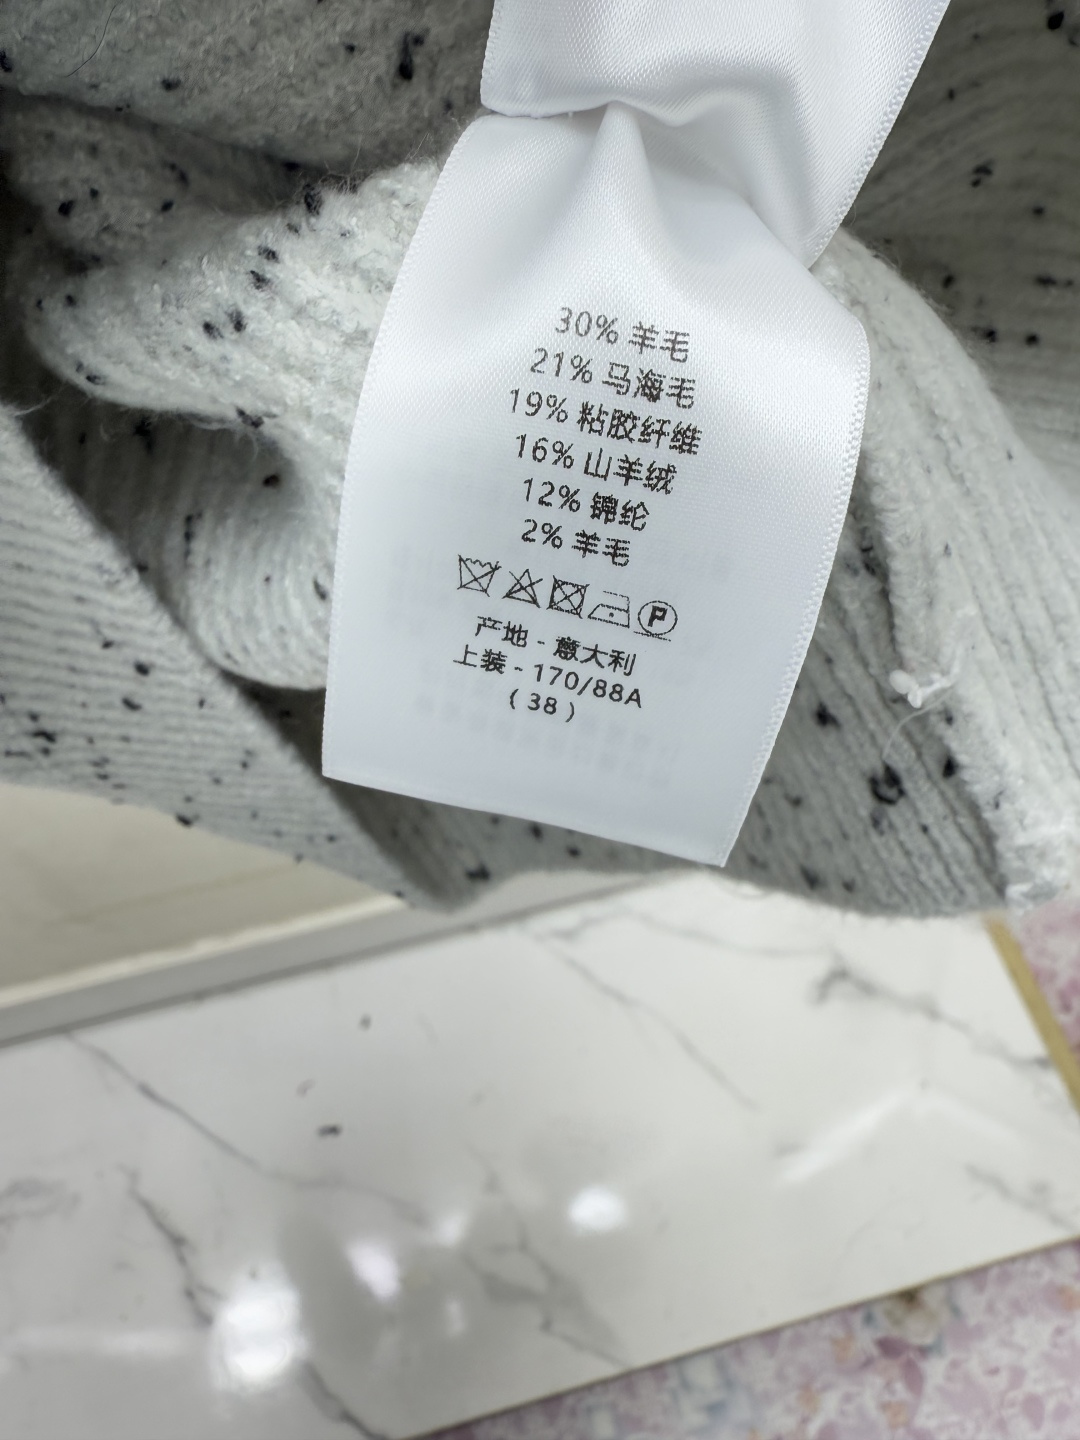 30% 羊毛
21% 马海毛
19% 粘胶纤维
16% 山羊绒
12% 锦纶
2% 羊毛
P
产地 - 意大利
上装 - 170/88A
( 38 )